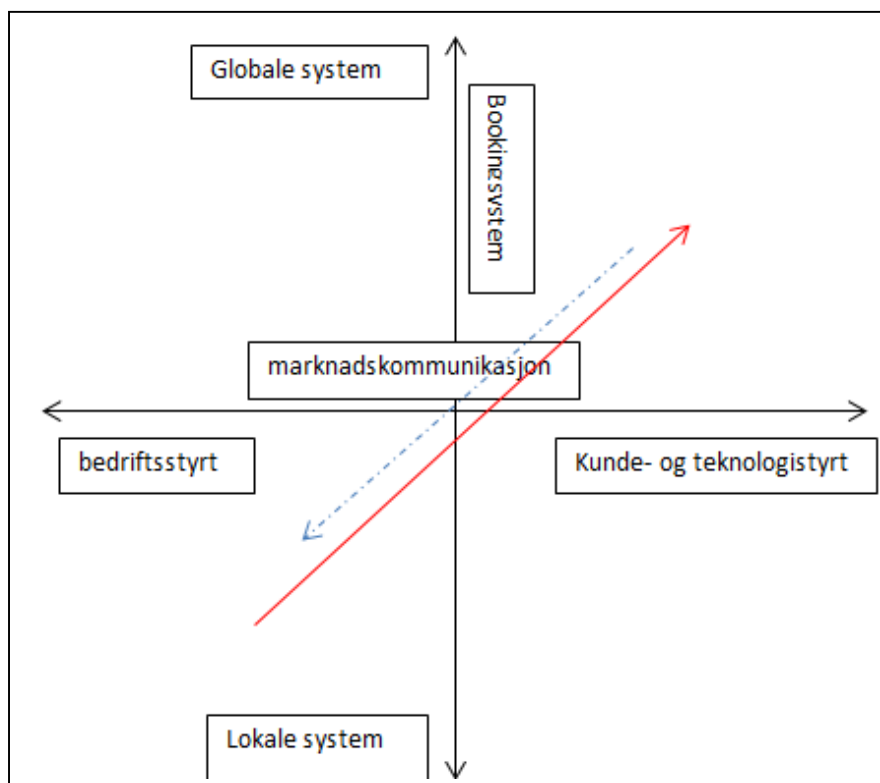 Globale system
Bookingsystem
marknadskommunikasjon
bedriftsstyrt
Kunde- og teknologistyrt
Lokale system